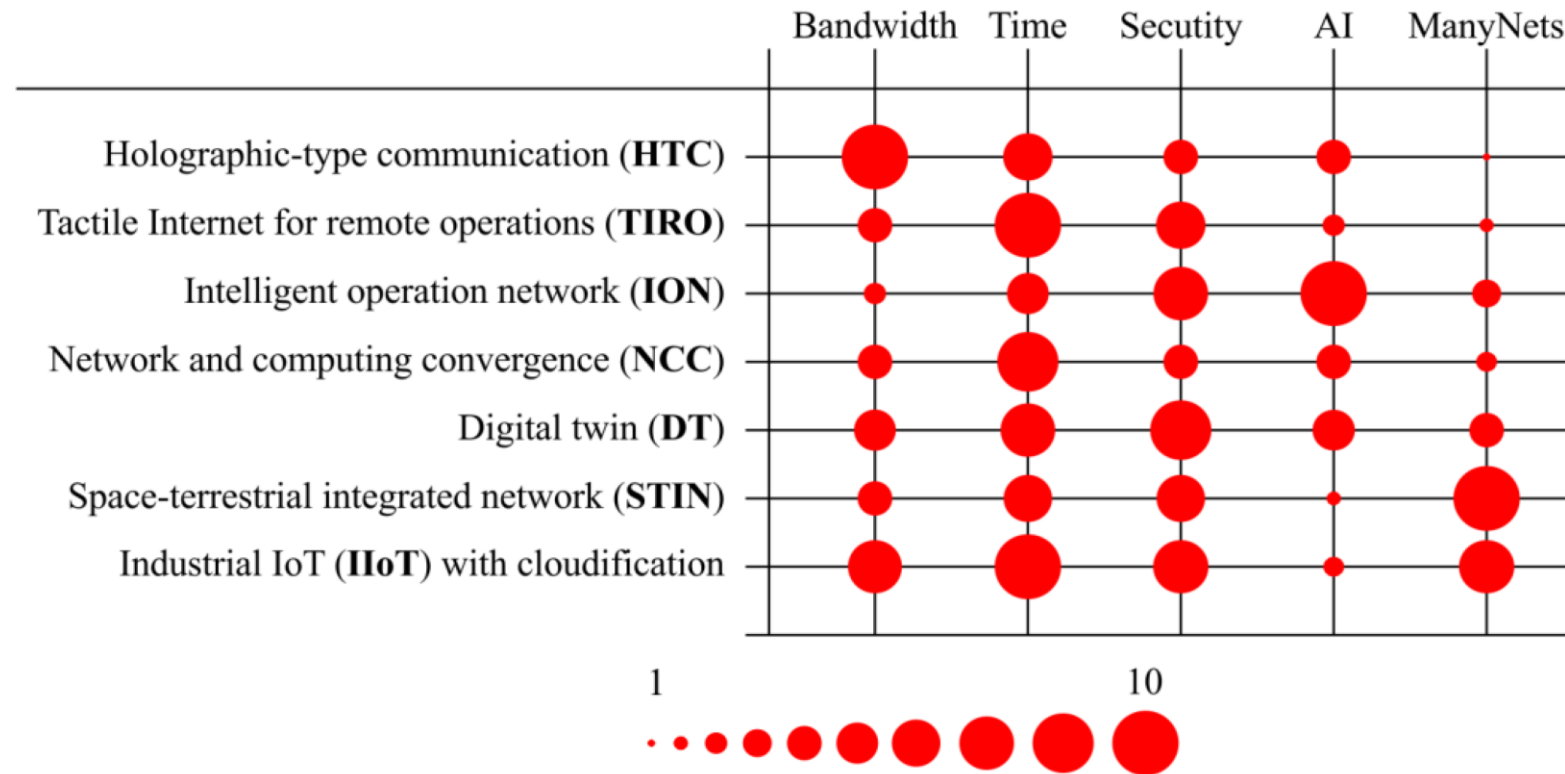 Bandwidth Time Secutity AI ManyNets
Holographic-type communication (HTC)
Tactile Internet for remote operations (TIRO)
Intelligent operation network (ION)
Network and computing convergence (NCC)
Digital twin (DT)
Space-terrestrial integrated network (STIN)
Industrial IoT (IIoT) with cloudification
1 10